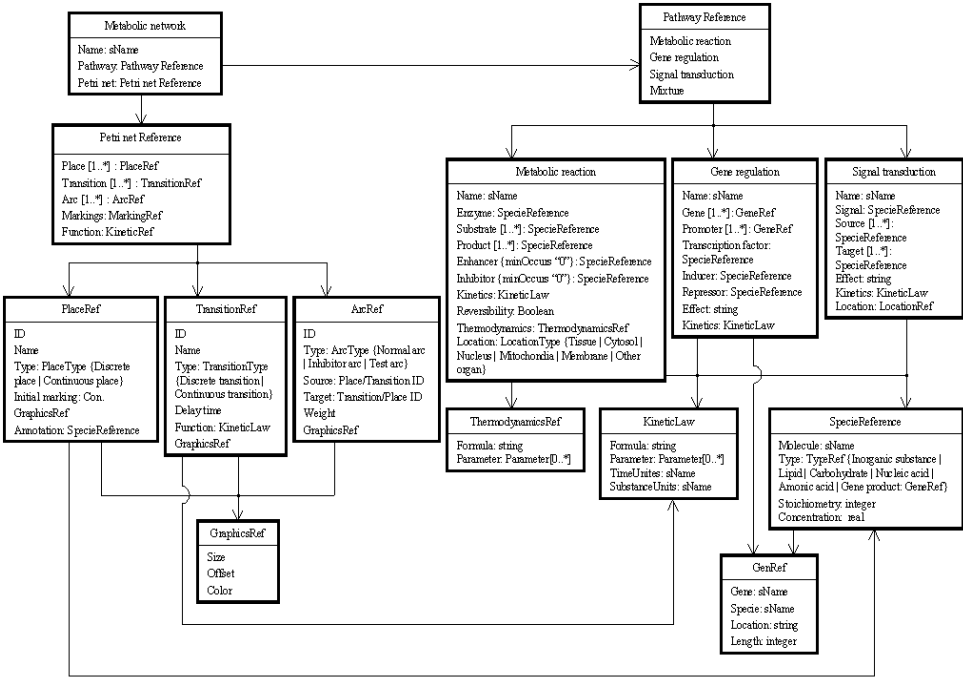 Metabolic network
Name: sName
Pathway: Pathway Reference
Petri net: Petri net Reference
Pathway Reference
Metabolic reaction
Gene regulation
Signal transduction
Mixture
Petri net Reference
Place [1..*] : PlaceRef
Transition [1..*] : TransitionRef
Arc [1..*] : ArcRef
Markings: MarkingRef
Function: KineticRef
Metabolic reaction
Name: sName
Enzyme: SpecieReference
Substrate [1..*]: SpecieReference
Product [1..*]: SpecieReference
Enhancer {minOccurs “0”} : SpecieReference
Inhibitor {minOccurs “0”} : SpecieReference
Kinetics: KineticLaw
Reversibility: Boolean
Thermodynamics: ThermodynamicsRef
Location: LocationType {Tissue | Cytosol |
Nucleus | Mitochondia | Membrane | Other
organ}
Gene regulation
Name: sName
Gene [1..*]: GeneRef
Promoter [1..*]: GeneRef
Transcription factor:
SpecieReference
Inducer: SpecieReference
Repressor: SpecieReference
Effect: string
Kinetics: KineticLaw
Signal transduction
Name: sName
Signal: SpecieReference
Source [1..*]:
SpecieReference
Target [1..*]:
SpecieReference
Effect: string
Kinetics: KineticLaw
Location: LocationRef
PlaceRef
ID
Name
Type: PlaceType {Discrete
place | Continuous place}
Initial marking: Con.
GraphicsRef
Annotation: SpecieReference
TransitionRef
ID
Name
Type: TransitionType
{Discrete transition |
Continuous transition}
Delay time
Function: KineticLaw
GraphicsRef
ArcRef
ID
Type: ArcType {Normal arc
| Inhibitor arc | Test arc}
Source: Place/Transition ID
Target: Transition/Place ID
Weight
GraphicsRef
ThermodynamicsRef
Formula: string
Parameter: Parameter[0..*]
KineticLaw
Formula: string
Parameter: Parameter[0..*]
TimeUnites: sName
SubstanceUnits: sName
SpecieReference
Molecule: sName
Type: TypeRef {Inorganic substance |
Lipid | Carbohydrate | Nucleic acid |
Amonic acid | Gene product: GeneRef}
Stoichiometry: integer
Concentration: real
GraphicsRef
Size
Offset
Color
GenRef
Gene: sName
Specie: sName
Location: string
Length: integer